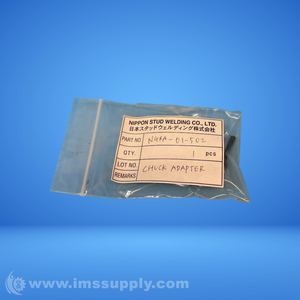 NIPPON STUD WELDING CO., LTD.
日本スタッドウェルディング株式会社
PART NO N4FA-01-502
QTY. 1 pcs
LOT NO.
REMARKS CHUCK ADAPTER
www.imssupply.com